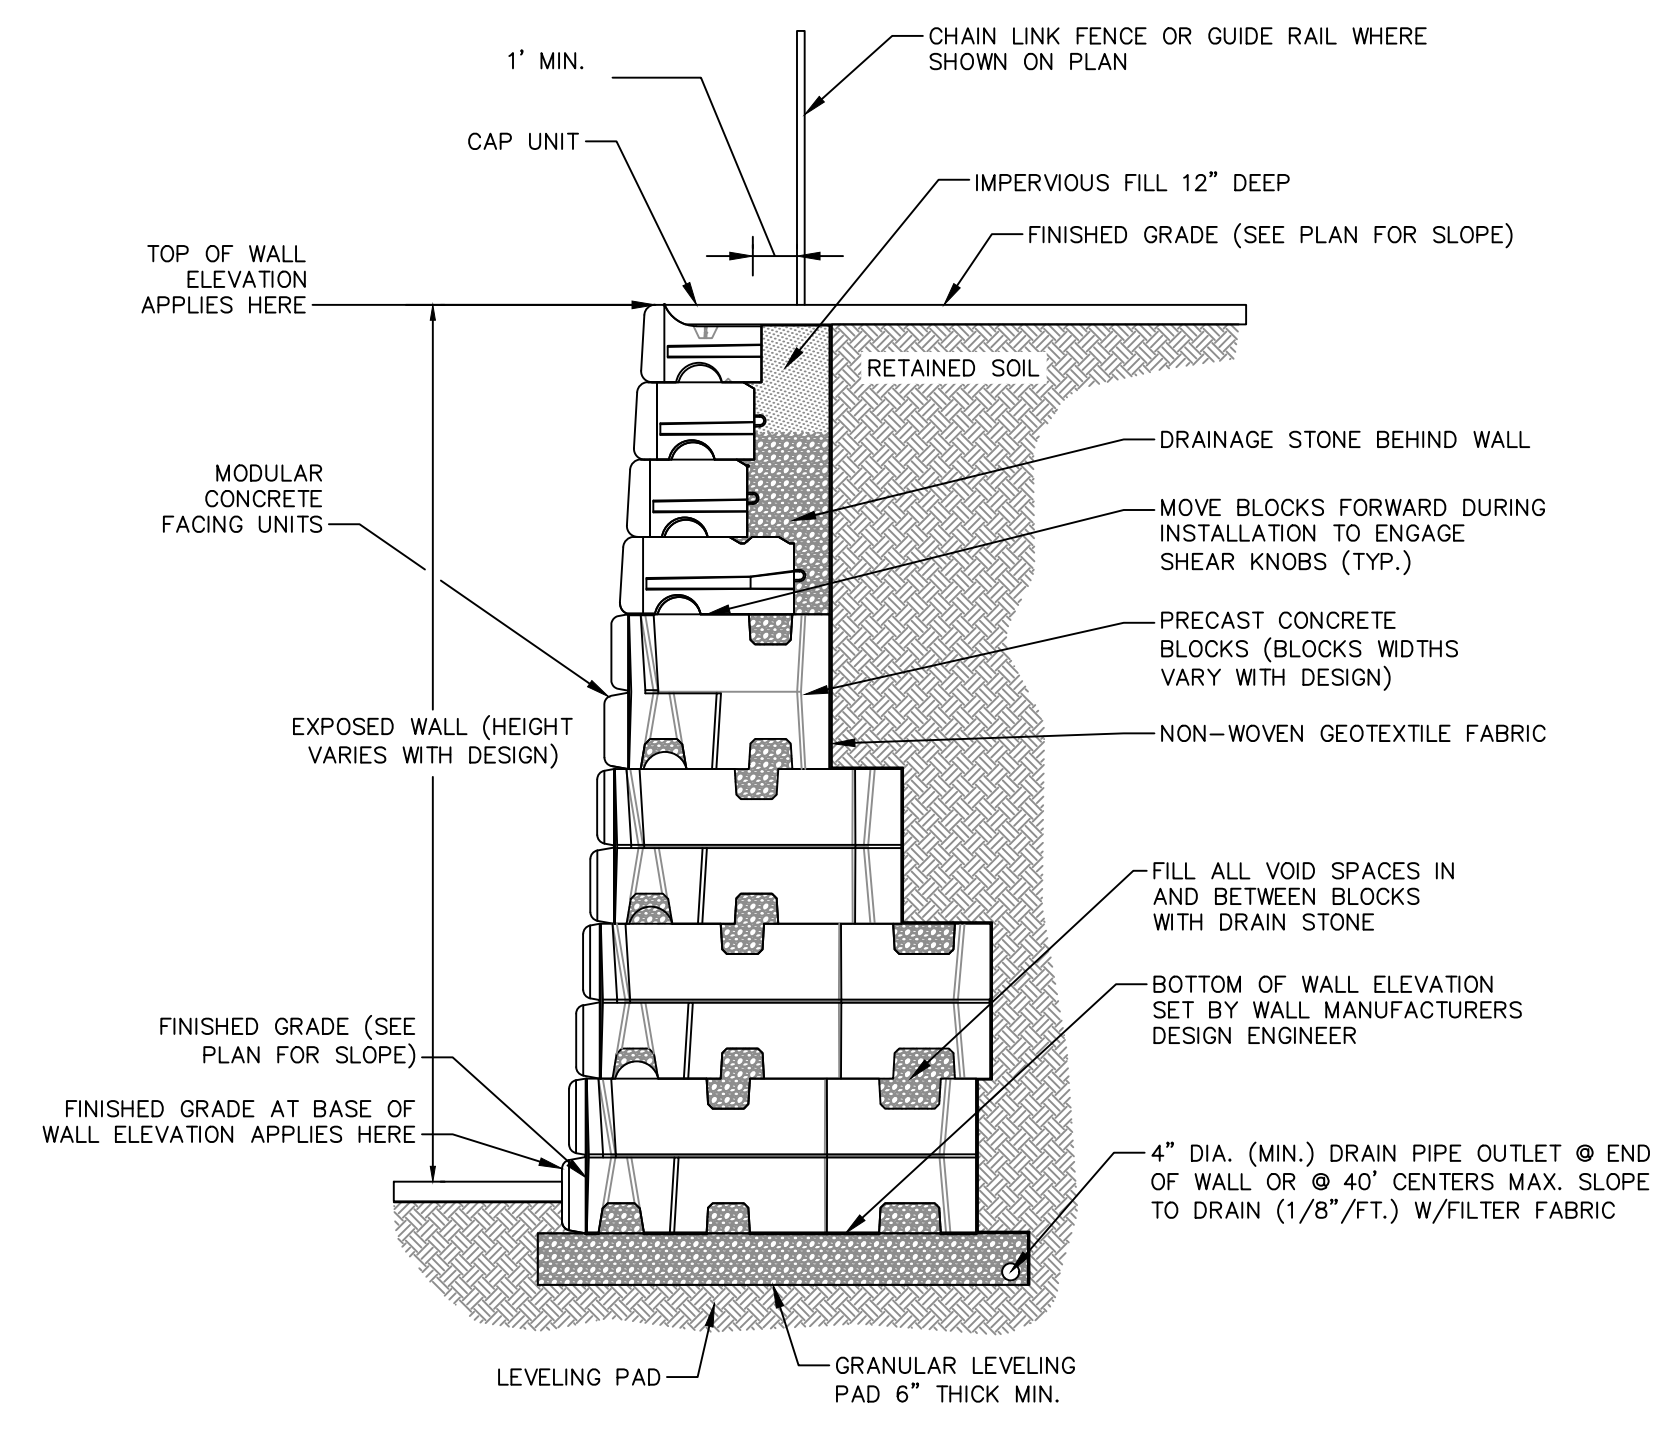 CHAIN LINK FENCE OR GUIDE RAIL WHERE
SHOWN ON PLAN
1' MIN.
CAP UNIT
IMPERVIOUS FILL 12" DEEP
FINISHED GRADE (SEE PLAN FOR SLOPE)
TOP OF WALL
ELEVATION
APPLIES HERE
RETAINED SOIL
DRAINAGE STONE BEHIND WALL
MODULAR
CONCRETE
FACING UNITS
MOVE BLOCKS FORWARD DURING
INSTALLATION TO ENGAGE
SHEAR KNOBS (TYP.)
PRECAST CONCRETE
BLOCKS (BLOCKS WIDTHS
VARY WITH DESIGN)
EXPOSED WALL (HEIGHT
VARIES WITH DESIGN)
NON-WOVEN GEOTEXTILE FABRIC
FILL ALL VOID SPACES IN
AND BETWEEN BLOCKS
WITH DRAIN STONE
BOTTOM OF WALL ELEVATION
SET BY WALL MANUFACTURERS
DESIGN ENGINEER
FINISHED GRADE (SEE
PLAN FOR SLOPE)
FINISHED GRADE AT BASE OF
WALL ELEVATION APPLIES HERE
4" DIA. (MIN.) DRAIN PIPE OUTLET @ END
OF WALL OR @ 40' CENTERS MAX. SLOPE
TO DRAIN (1/8"/FT.) W/FILTER FABRIC
LEVELING PAD
GRANULAR LEVELING
PAD 6" THICK MIN.